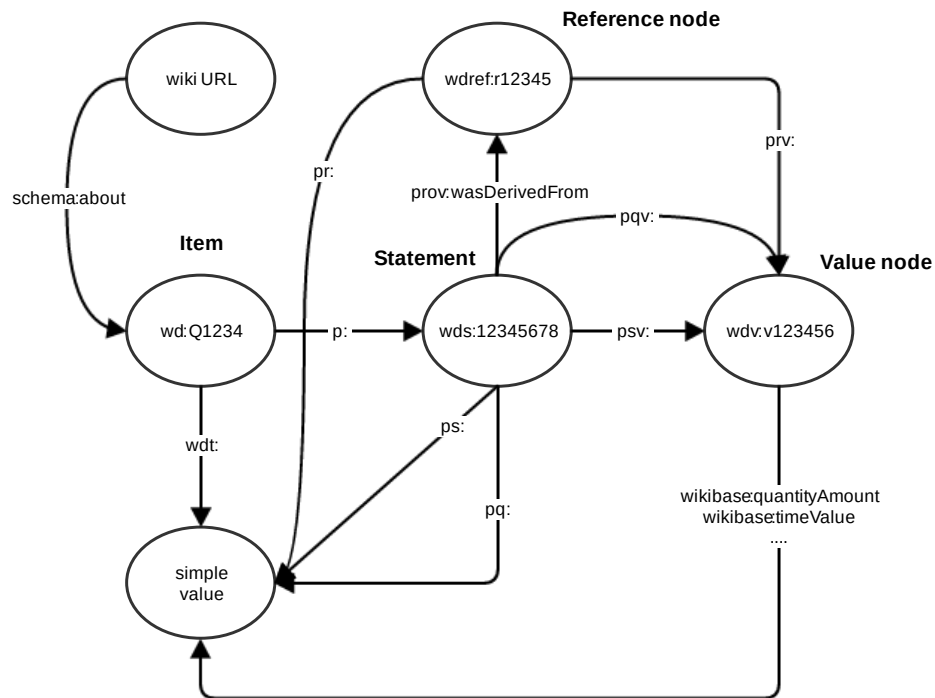 Reference node
wiki URL
wdref:r12345
prv:
pr:
schema:about
prov:wasDerivedFrom
pqv:
Item
Statement
Value node
wd:Q1234
p:
wds:12345678
psv:
wdv:v123456
ps:
wdt:
pq:
wikibase:quantityAmount
wikibase:timeValue
....
simple
value